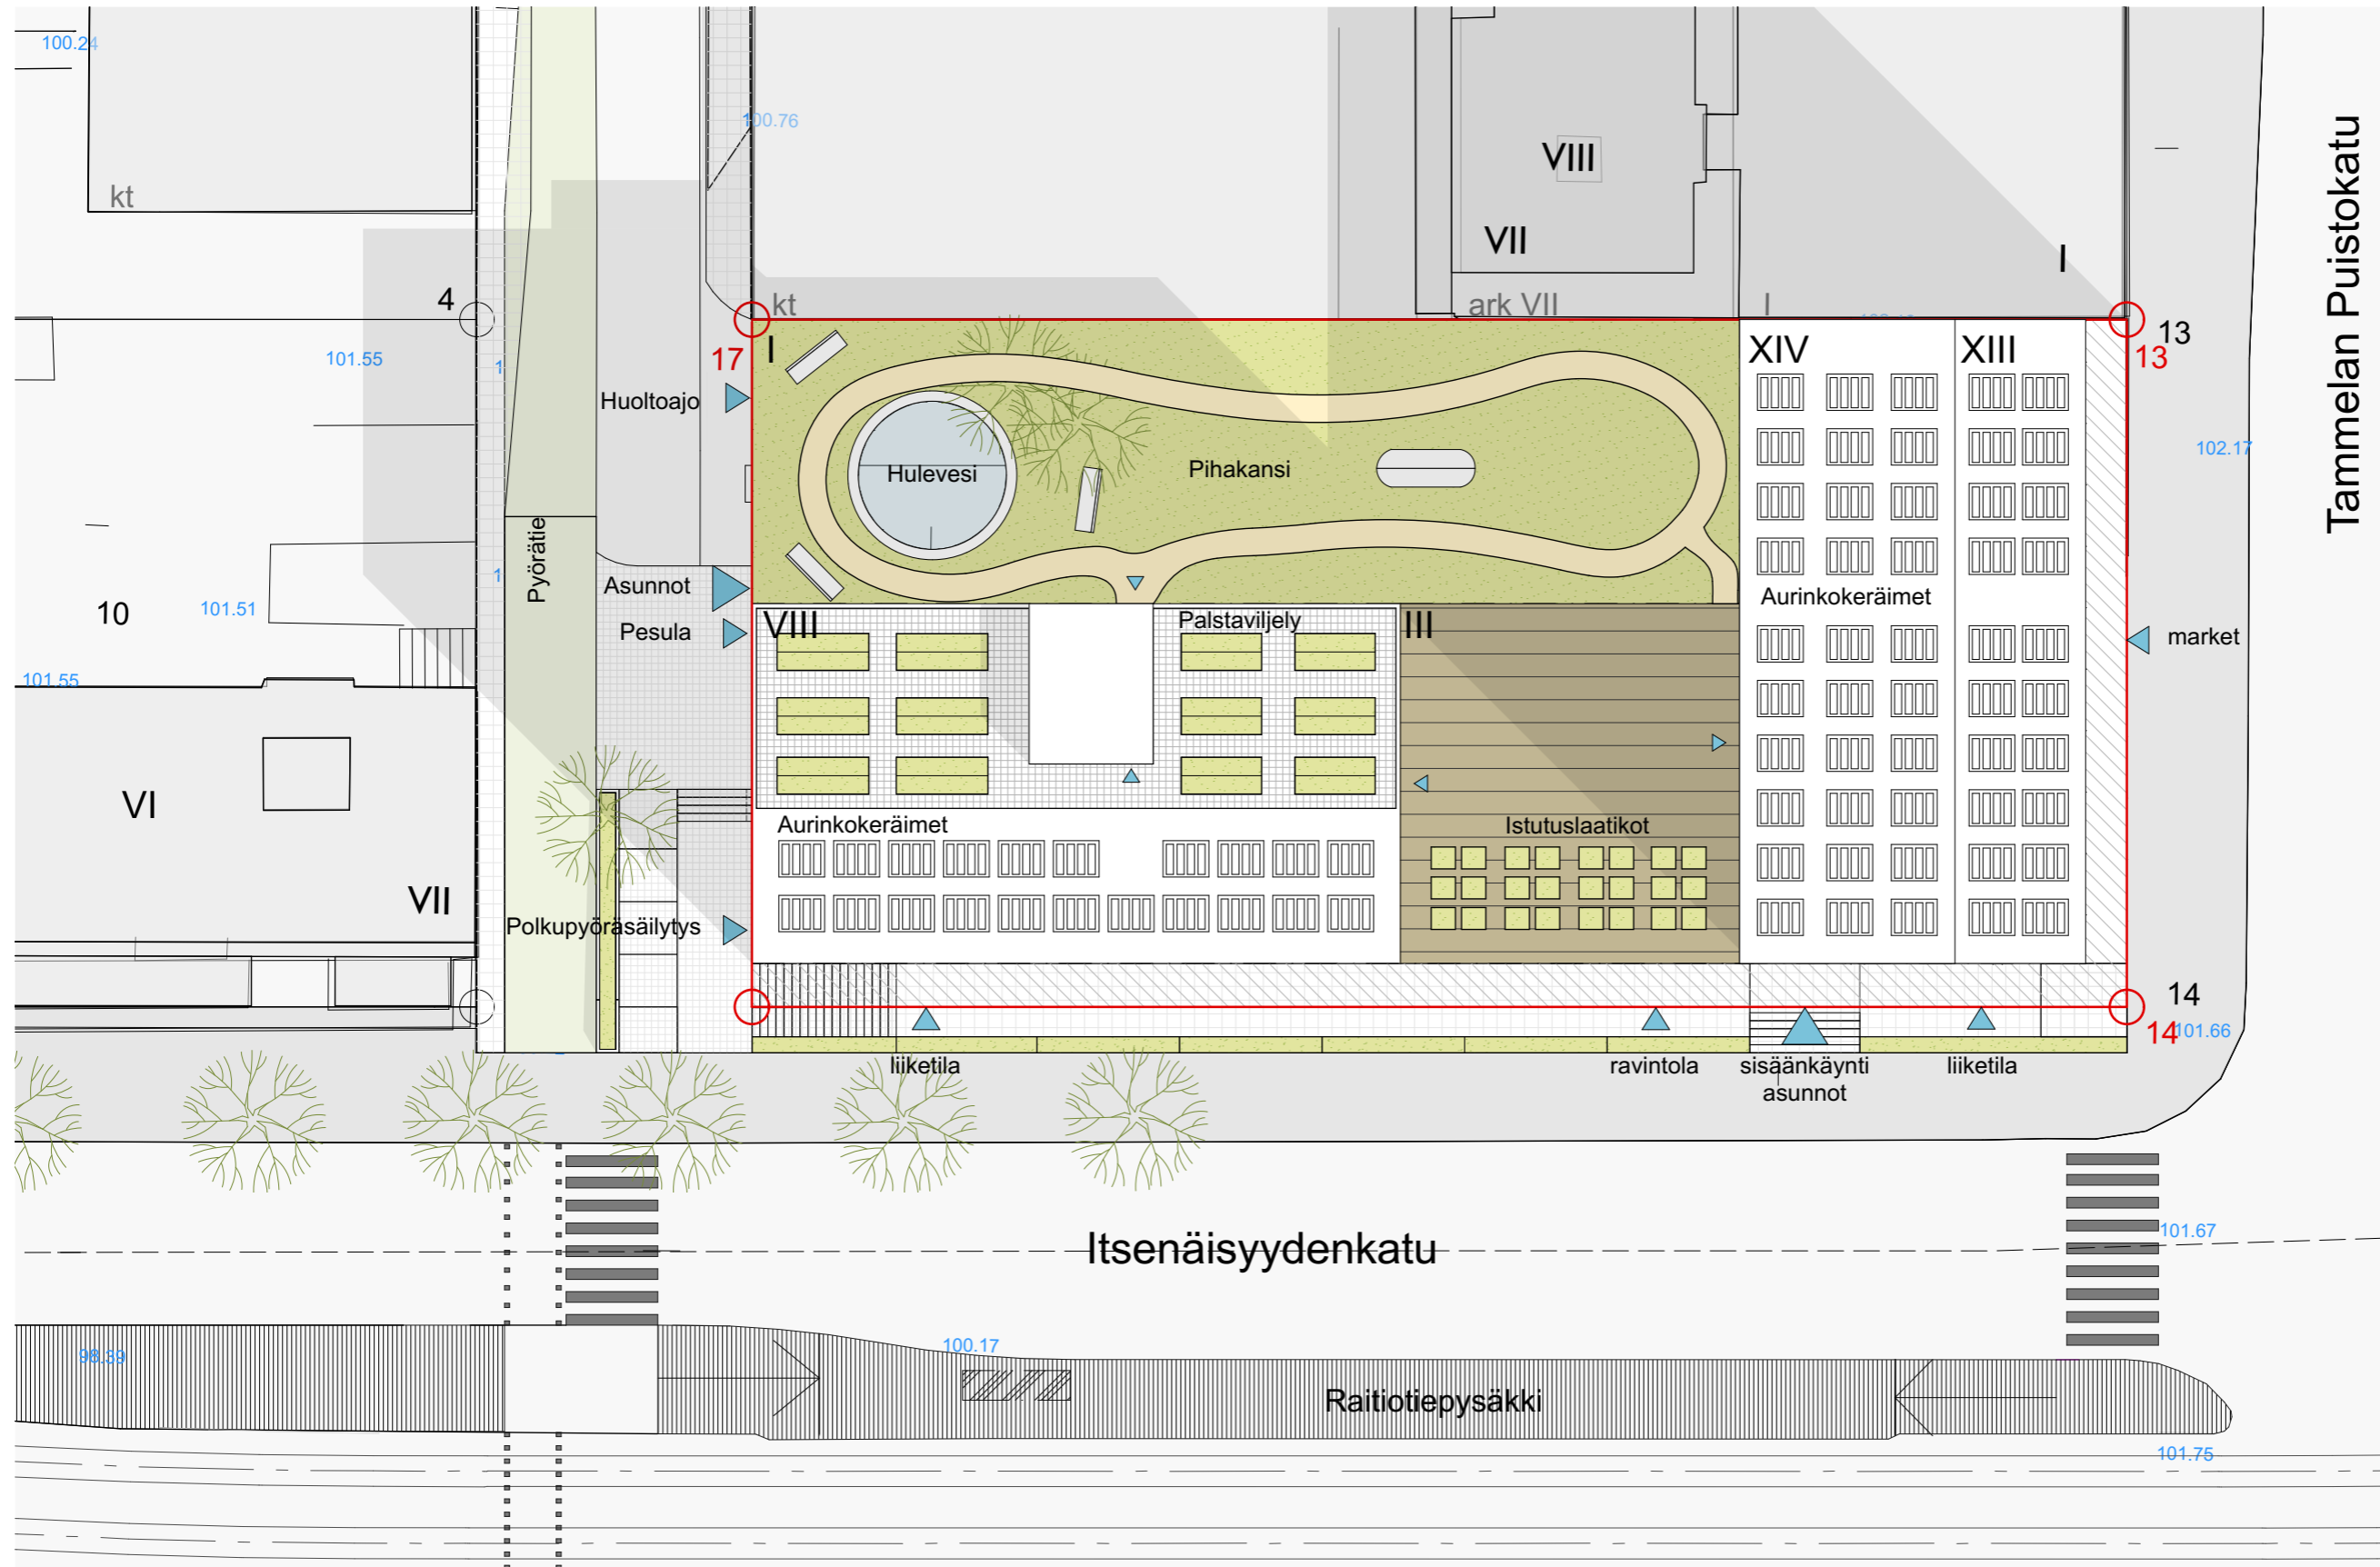 100.24
100.76
kt
VIII
VII
I
Tammelan Puistokatu
4
kt
ark VII
I
13
13
17
I
XIV
XIII
101.55
Huoltoajo
Hulevesi
Pihakansi
102.17
Pyörätie
Asunnot
Pesula
10
101.51
VIII
Palstaviljely
III
Aurinkokeräimet
market
101.55
VI
VII
Aurinkokeräimet
Istutuslaatikot
Polkupyöräsäilytys
14
14
101.66
liiketila
ravintola
sisäänkäynti
asunnot
liiketila
Itsenäisyydenkatu
101.67
98.39
100.17
Raitiotiepysäkki
101.75